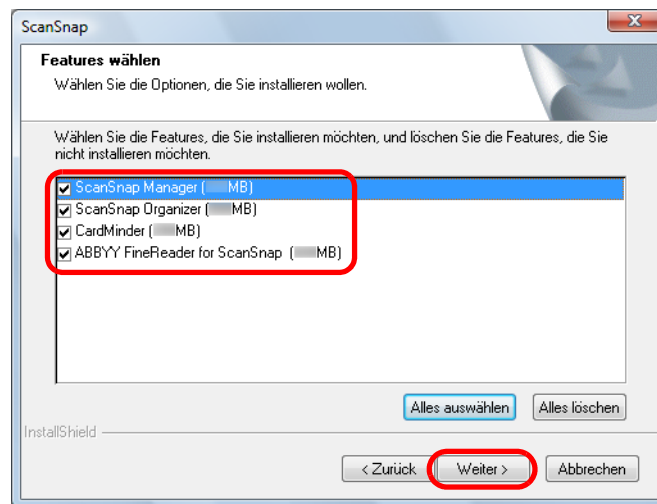 ScanSnap
Features wählen
Wählen Sie die Optionen, die Sie installieren wollen.
Wählen Sie die Features, die Sie installieren möchten, und löschen Sie die Features, die Sie
nicht installieren möchten.
ScanSnap Manager ( MB)
ScanSnap Organizer ( MB)
CardMinder ( MB)
ABBYY FineReader for ScanSnap ( MB)
Alles auswählen Alles löschen
InstallShield
< Zurück Weiter > Abbrechen